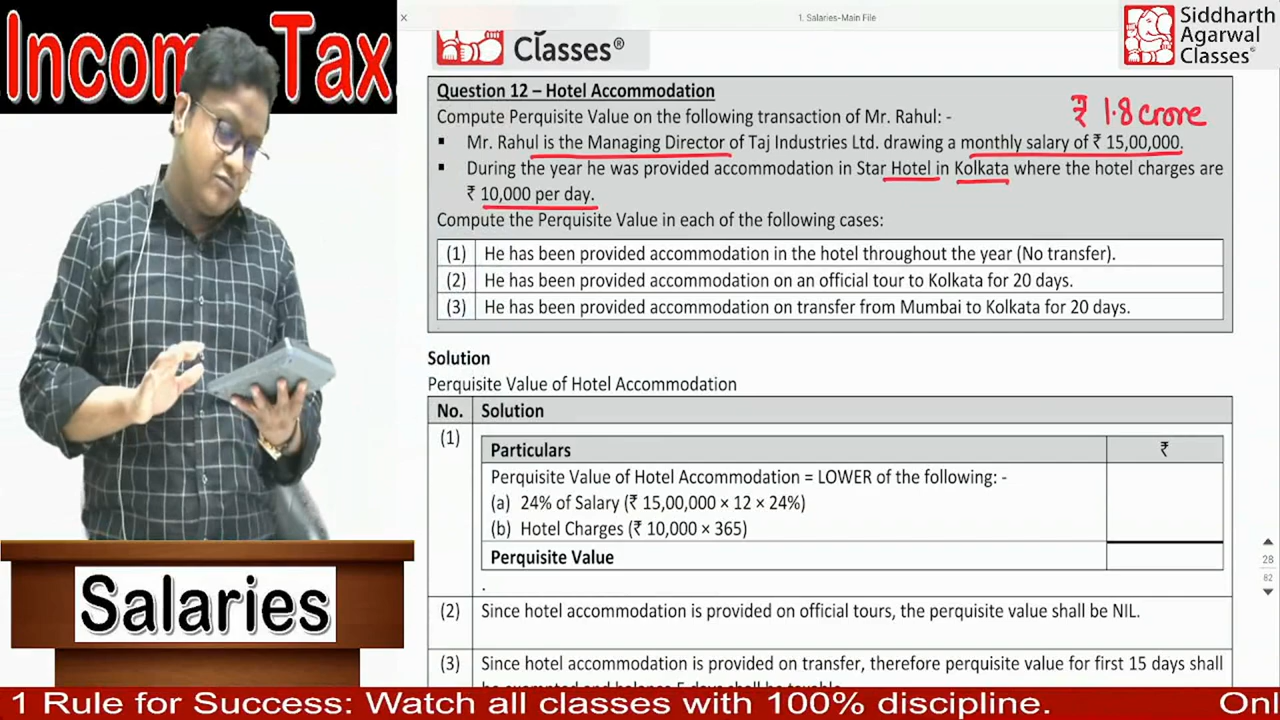 Income Tax
×
1. Salaries-Main File
Siddharth
Agarwal
Classes®
Classes®
Question 12 – Hotel Accommodation
Compute Perquisite Value on the following transaction of Mr. Rahul: -
₹ 1.8 crore
▪ Mr. Rahul is the Managing Director of Taj Industries Ltd. drawing a monthly salary of ₹ 15,00,000.
▪ During the year he was provided accommodation in Star Hotel in Kolkata where the hotel charges are
₹ 10,000 per day.
Compute the Perquisite Value in each of the following cases:
(1) He has been provided accommodation in the hotel throughout the year (No transfer).
(2) He has been provided accommodation on an official tour to Kolkata for 20 days.
(3) He has been provided accommodation on transfer from Mumbai to Kolkata for 20 days.
Solution
Perquisite Value of Hotel Accommodation
No. Solution
(1)
Particulars ₹
Perquisite Value of Hotel Accommodation = LOWER of the following: -
(a) 24% of Salary (₹ 15,00,000 × 12 × 24%)
(b) Hotel Charges (₹ 10,000 × 365)
Perquisite Value
.
(2) Since hotel accommodation is provided on official tours, the perquisite value shall be NIL.
(3) Since hotel accommodation is provided on transfer, therefore perquisite value for first 15 days shall
28
82
Salaries
1 Rule for Success: Watch all classes with 100% discipline. Onl